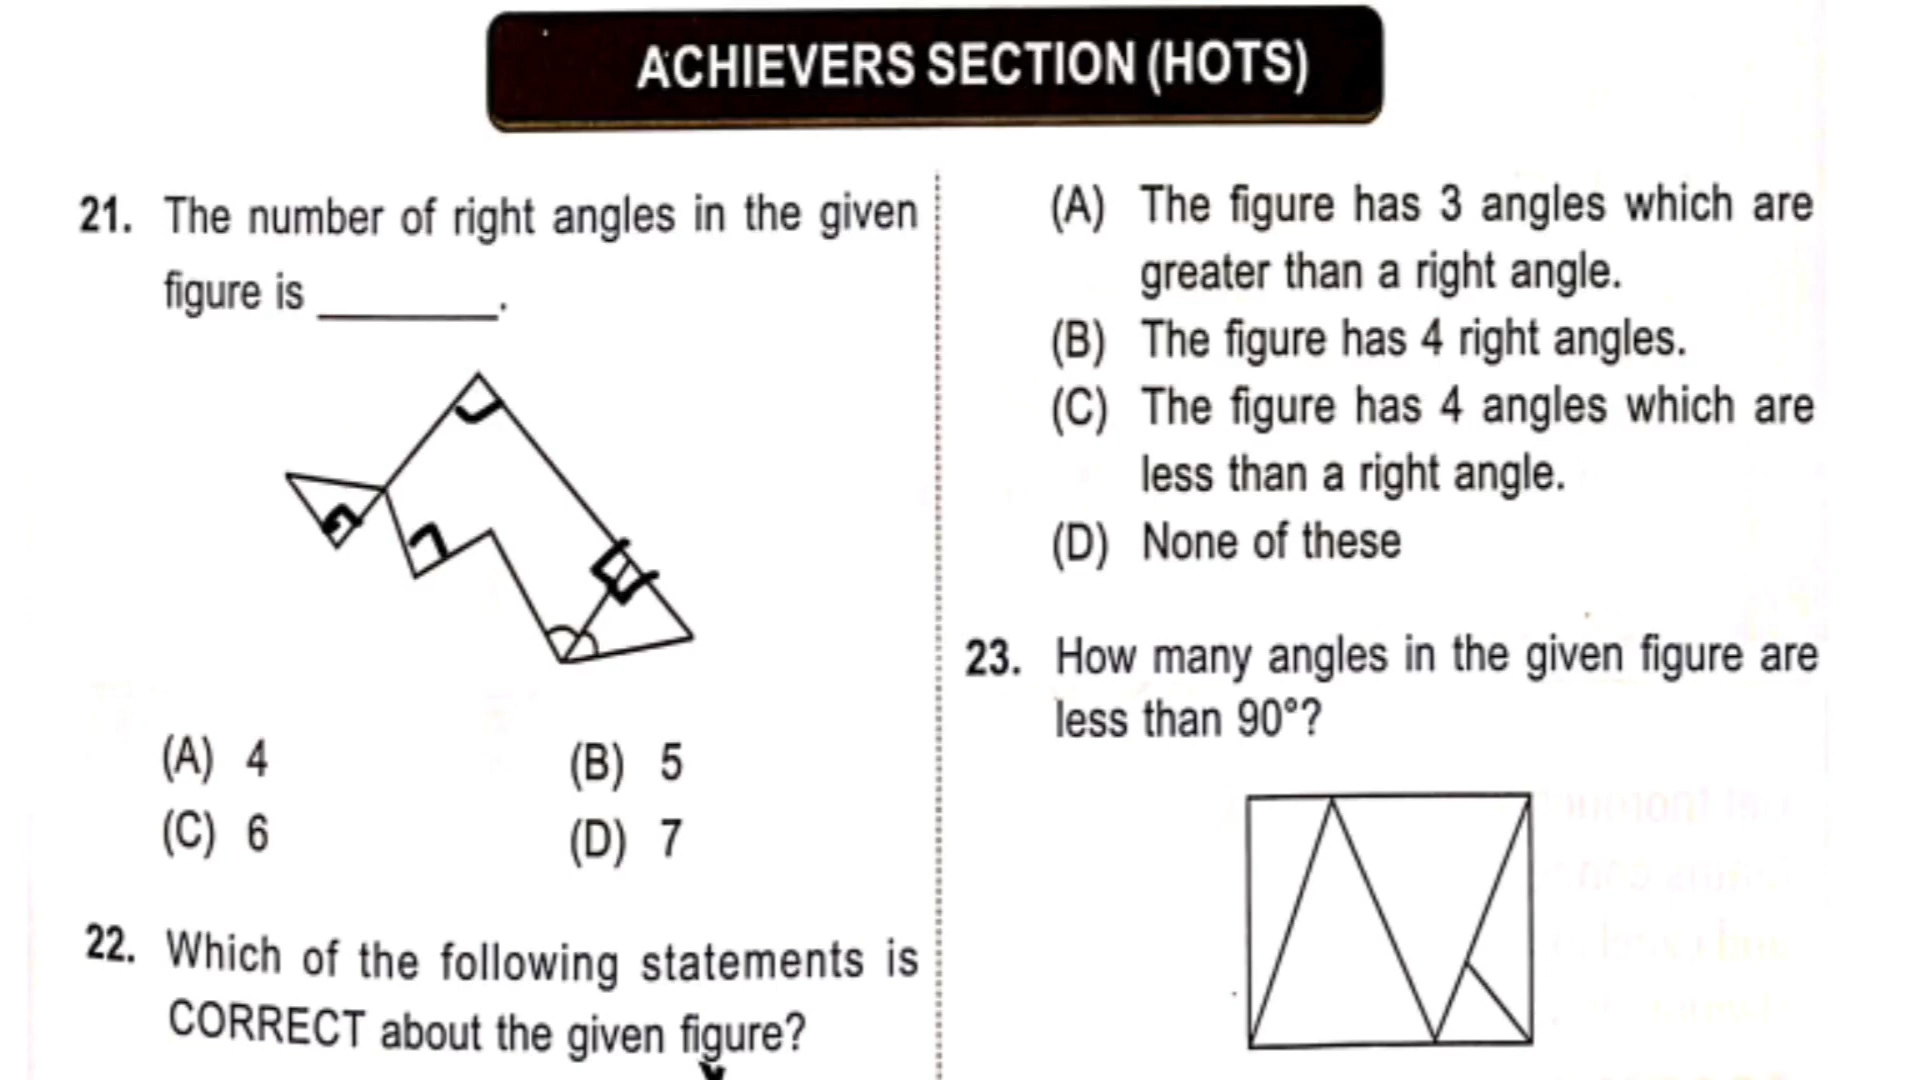 ACHIEVERS SECTION (HOTS)
21. The number of right angles in the given
figure is ________.
(A) 4 (B) 5
(C) 6 (D) 7
22. Which of the following statements is
CORRECT about the given figure?
(A) The figure has 3 angles which are
greater than a right angle.
(B) The figure has 4 right angles.
(C) The figure has 4 angles which are
less than a right angle.
(D) None of these
23. How many angles in the given figure are
less than 90°?